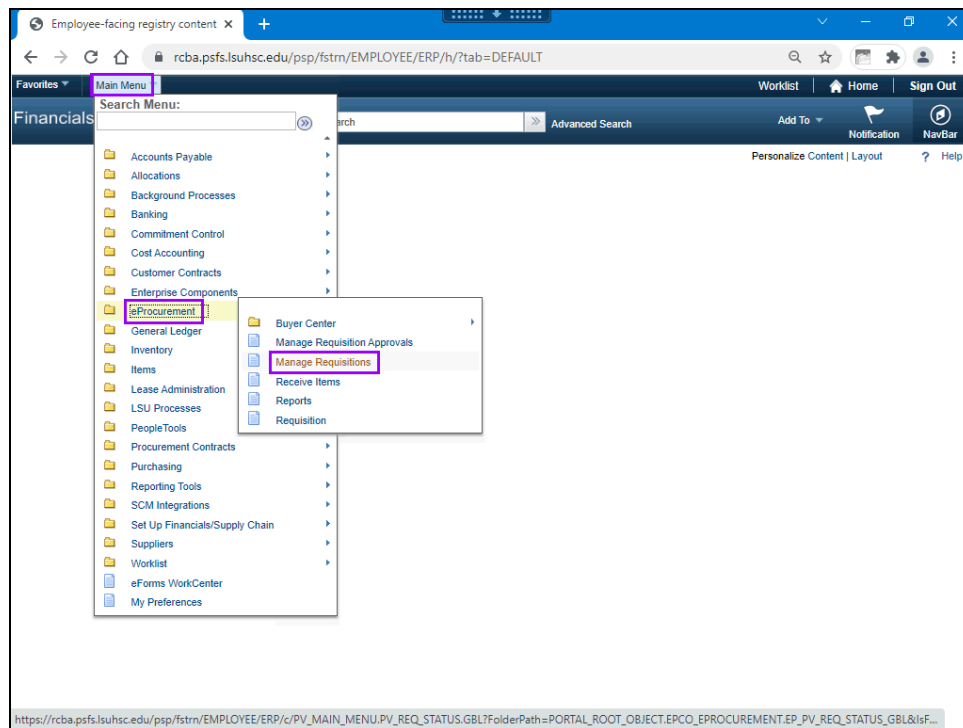 Employee-facing registry content
rcba.psfs.lsuhsc.edu/psp/fstrn/EMPLOYEE/ERP/h/?tab=DEFAULT
Favorites Main Menu Worklist Home Sign Out
Search Menu:
Financials arch Advanced Search Add To Notification NavBar
Personalize Content | Layout ? Help
Accounts Payable
Allocations
Background Processes
Banking
Commitment Control
Cost Accounting
Customer Contracts
Enterprise Components
eProcurement
General Ledger
Inventory
Items
Lease Administration
LSU Processes
PeopleTools
Procurement Contracts
Purchasing
Reporting Tools
SCM Integrations
Set Up Financials/Supply Chain
Suppliers
Worklist
eForms WorkCenter
My Preferences
Buyer Center
Manage Requisition Approvals
Manage Requisitions
Receive Items
Reports
Requisition
https://rcba.psfs.lsuhsc.edu/psp/fstrn/EMPLOYEE/ERP/c/PV_MAIN_MENU.PV_REQ_STATUS.GBL?FolderPath=PORTAL_ROOT_OBJECT.EPCO_EPROCUREMENT.EP_PV_REQ_STATUS_GBL&IsF...